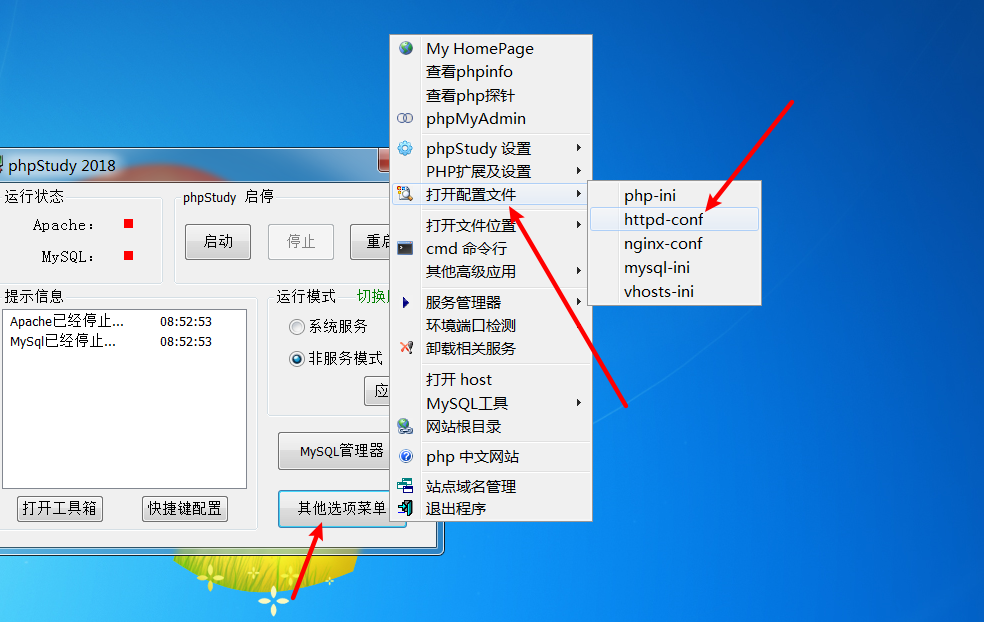 phpStudy 2018
运行状态
Apache:
MySQL:
phpStudy 启停
启动
停止
重启
提示信息
Apache已经停止... 08:52:53
MySql已经停止... 08:52:53
打开工具箱
快捷键配置
运行模式
切换
系统服务
非服务模式
应
MySQL管理器
其他选项菜单
My HomePage
查看phpinfo
查看php探针
phpMyAdmin
phpStudy 设置
PHP扩展及设置
打开配置文件
打开文件位置
cmd 命令行
其他高级应用
服务管理器
环境端口检测
卸载相关服务
打开 host
MySQL工具
网站根目录
php 中文网站
站点域名管理
退出程序
php-ini
httpd-conf
nginx-conf
mysql-ini
vhosts-ini